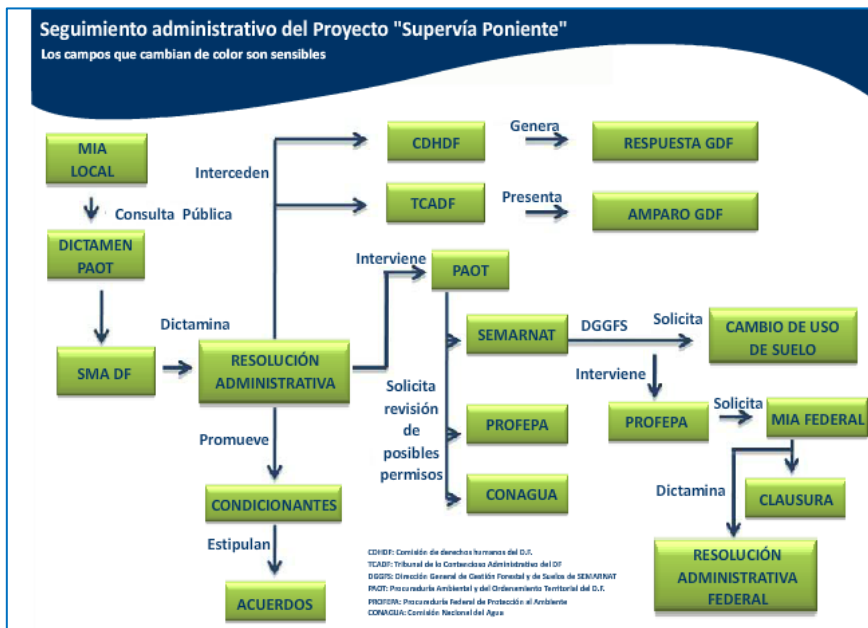 Seguimiento administrativo del Proyecto "Supervía Poniente"
Los campos que cambian de color son sensibles
MIA
LOCAL
Consulta Pública
DICTAMEN
PAOT
SMA DF
Dictamina
RESOLUCIÓN
ADMINISTRATIVA
Interceden
CDHDF
Genera
RESPUESTA GDF
TCADF
Presenta
AMPARO GDF
Interviene
PAOT
Solicita
revisión
de
posibles
permisos
SEMARNAT
DGGFS
Solicita
CAMBIO DE USO
DE SUELO
Interviene
PROFEPA
CONAGUA
PROFEPA
Solicita
MIA FEDERAL
CLAUSURA
Dictamina
RESOLUCIÓN
ADMINISTRATIVA
FEDERAL
Promueve
CONDICIONANTES
Estipulan
ACUERDOS
CDHDF: Comisión de derechos humanos del D.F.
TCADF: Tribunal de lo Contencioso Administrativo del DF
DGGFS: Dirección General de Gestión Forestal y de Suelos de SEMARNAT
PAOT: Procuraduría Ambiental y del Ordenamiento Territorial del D.F.
PROFEPA: Procuraduría Federal de Protección al Ambiente
CONAGUA: Comisión Nacional del Agua